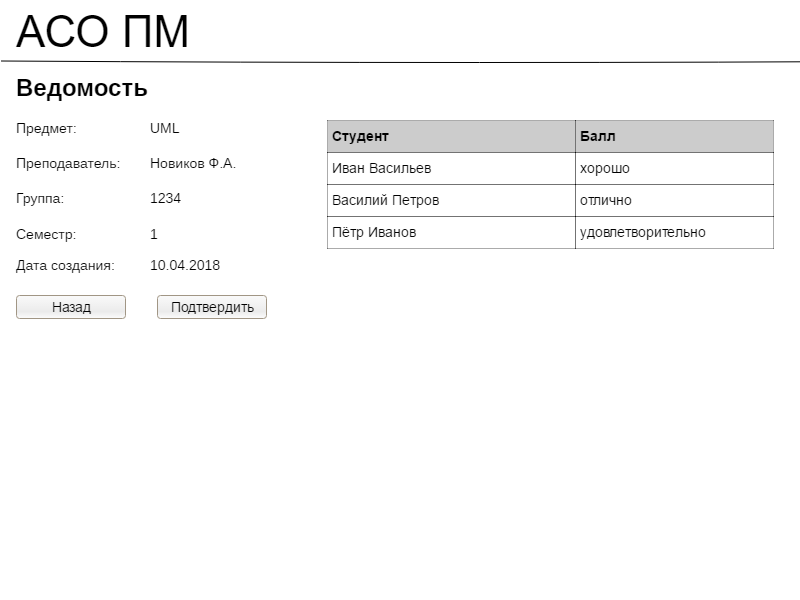 АСО ПМ
Ведомость
Предмет: UML
Преподаватель: Новиков Ф.А.
Группа: 1234
Семестр: 1
Дата создания: 10.04.2018
Назад Подтвердить
Студент Балл
Иван Васильев хорошо
Василий Петров отлично
Пётр Иванов удовлетворительно